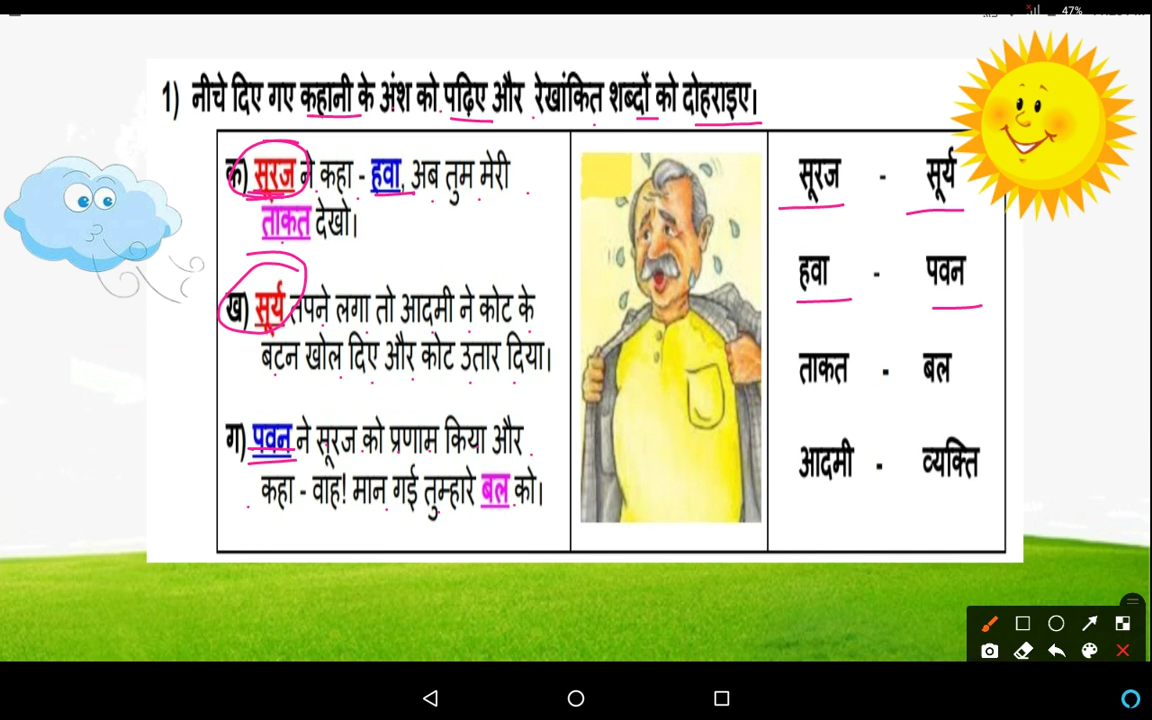 47%
1) नीचे दिए गए कहानी के अंश को पढ़िए और रेखांकित शब्दों को दोहराइए।
क) सूरज ने कहा - हवा, अब तुम मेरी
ताकत देखो।
ख) सूर्य तपने लगा तो आदमी ने कोट के
बटन खोल दिए और कोट उतार दिया।
ग) पवन ने सूरज को प्रणाम किया और
कहा - वाह! मान गई तुम्हारे बल को।
सूरज - सूर्य
हवा - पवन
ताकत - बल
आदमी - व्यक्ति